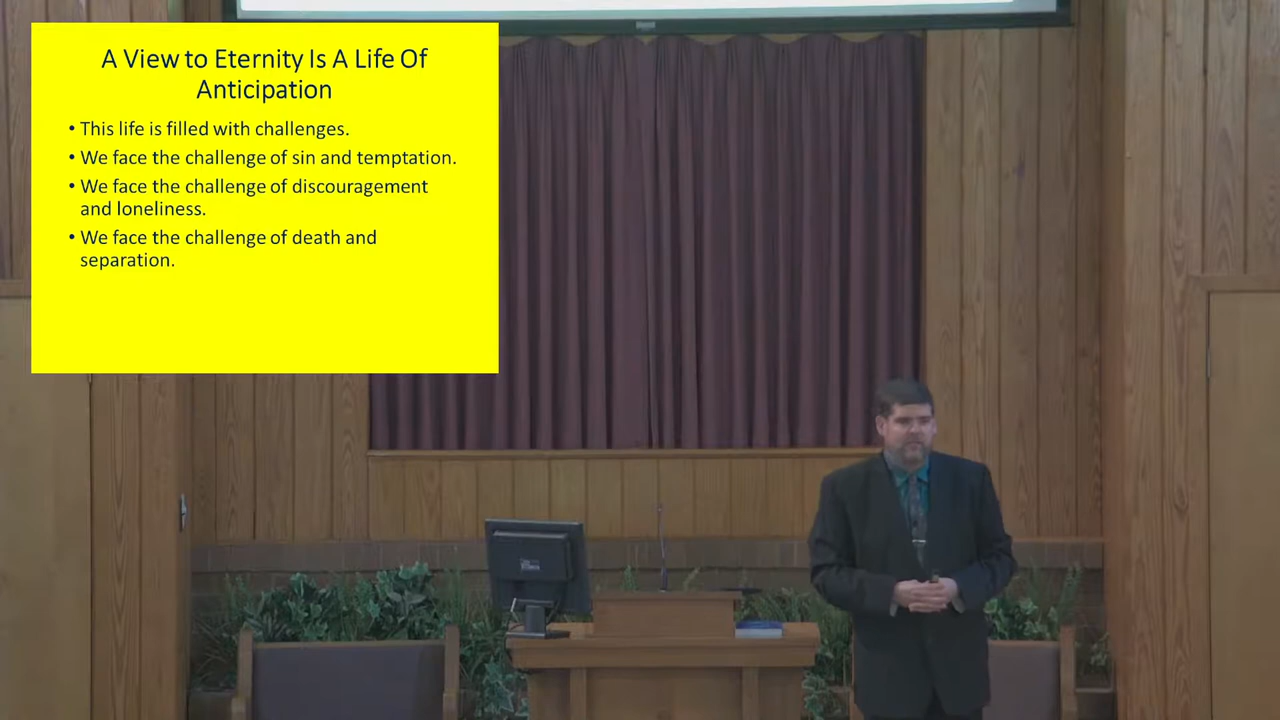 A View to Eternity Is A Life Of
Anticipation
• This life is filled with challenges.
• We face the challenge of sin and temptation.
• We face the challenge of discouragement
and loneliness.
• We face the challenge of death and
separation.